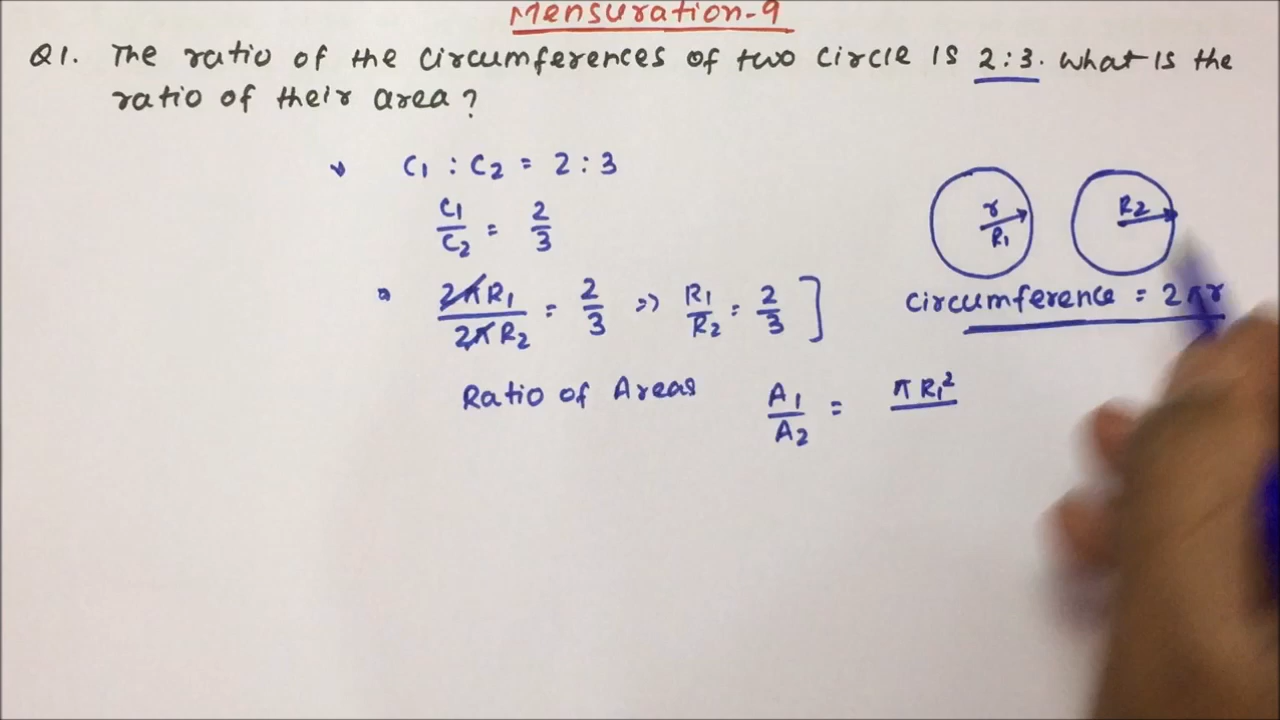 Mensuration-9
Q1. The ratio of the circumferences of two circle is 2:3. What is the
ratio of their area?
C1 : C2 = 2 : 3
C1/C2 = 2/3
2πR1/2πR2 = 2/3 => R1/R2 = 2/3 ]
r
R1
R2
circumference = 2πr
Ratio of Areas A1/A2 = πR1²